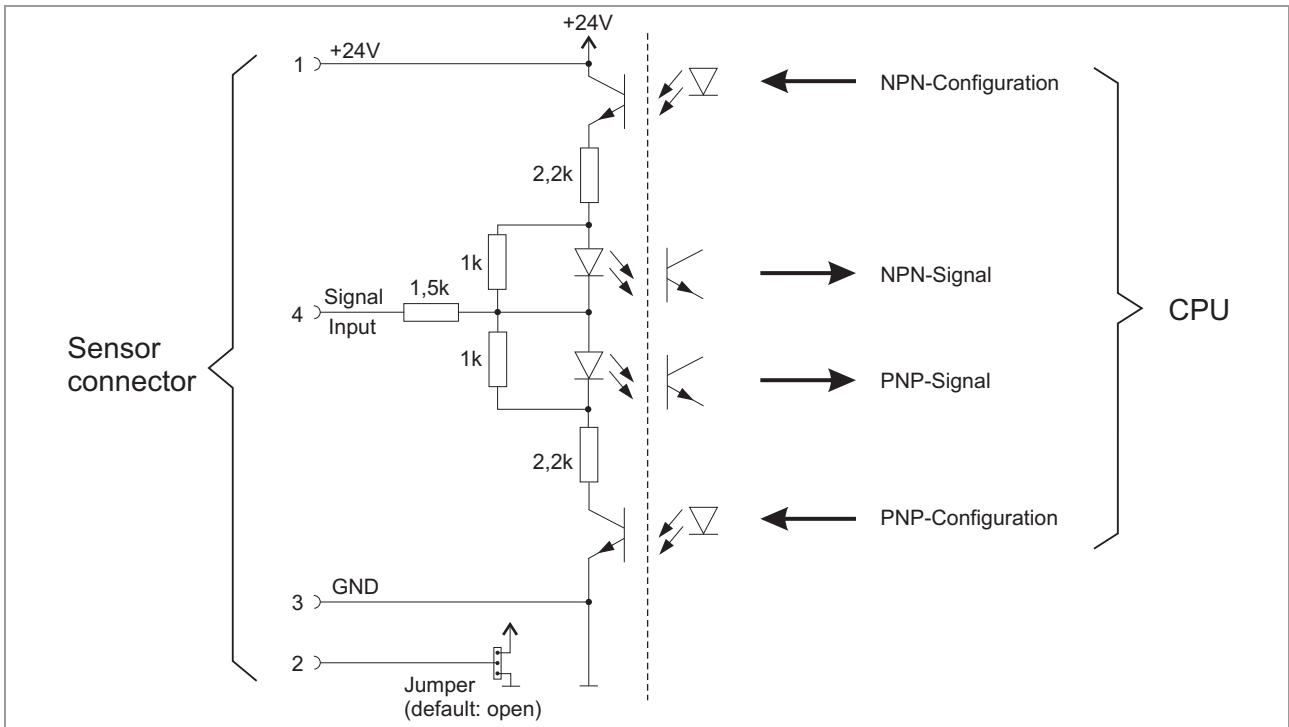 +24V
1 +24V
NPN-Configuration
2,2k
1k
NPN-Signal
1,5k
4 Signal
Input
CPU
Sensor
connector
1k
PNP-Signal
2,2k
PNP-Configuration
3 GND
2
Jumper
(default: open)